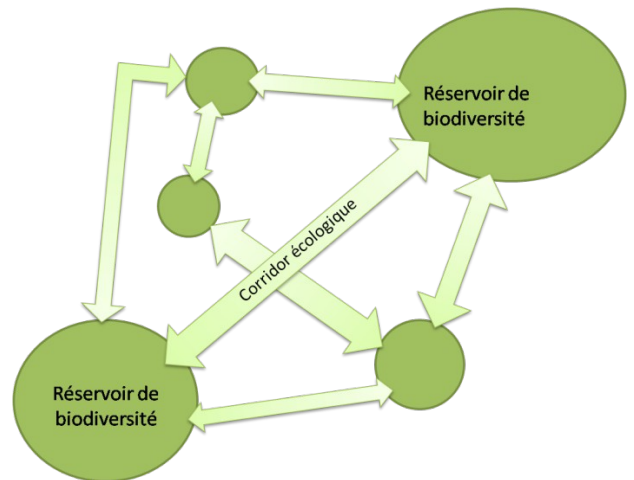 Réservoir de
biodiversité
Corridor écologique
Réservoir de
biodiversité